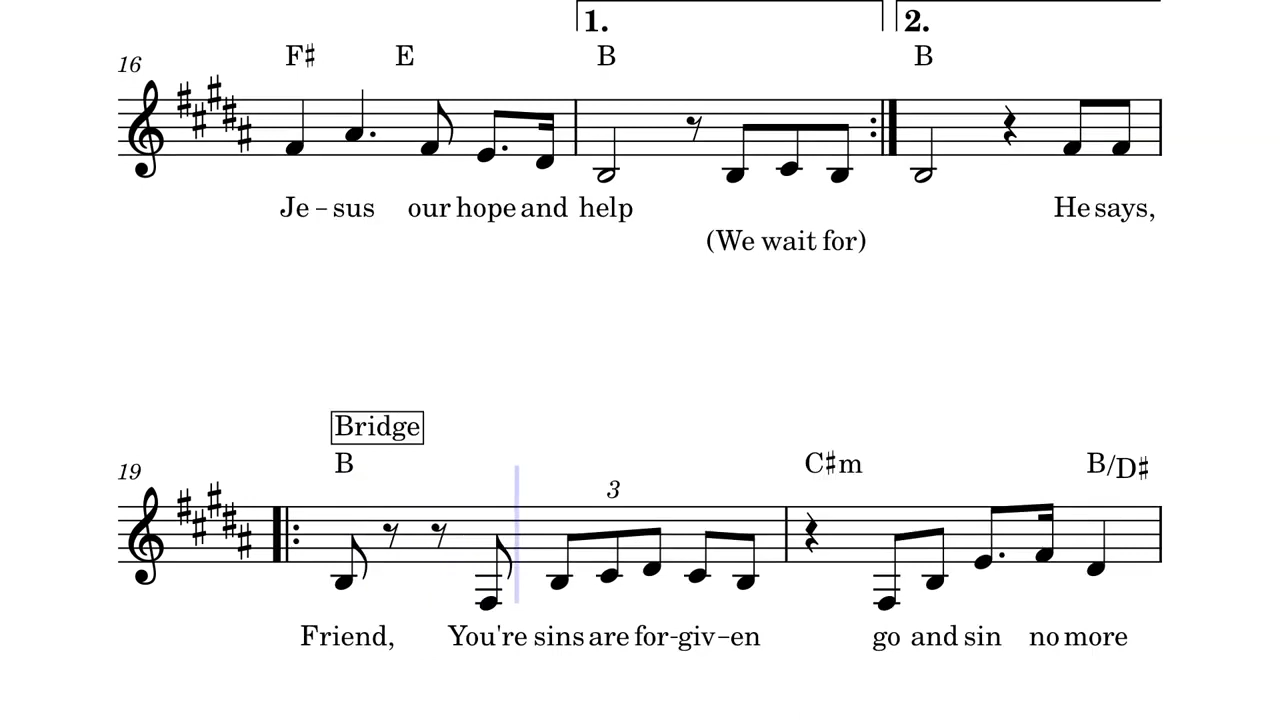 1. 2.
16 F♯ E B B
Je – sus our hope and help He says,
(We wait for)
Bridge
19 B C♯m B/D♯
3
Friend, You're sins are for-giv–en go and sin no more